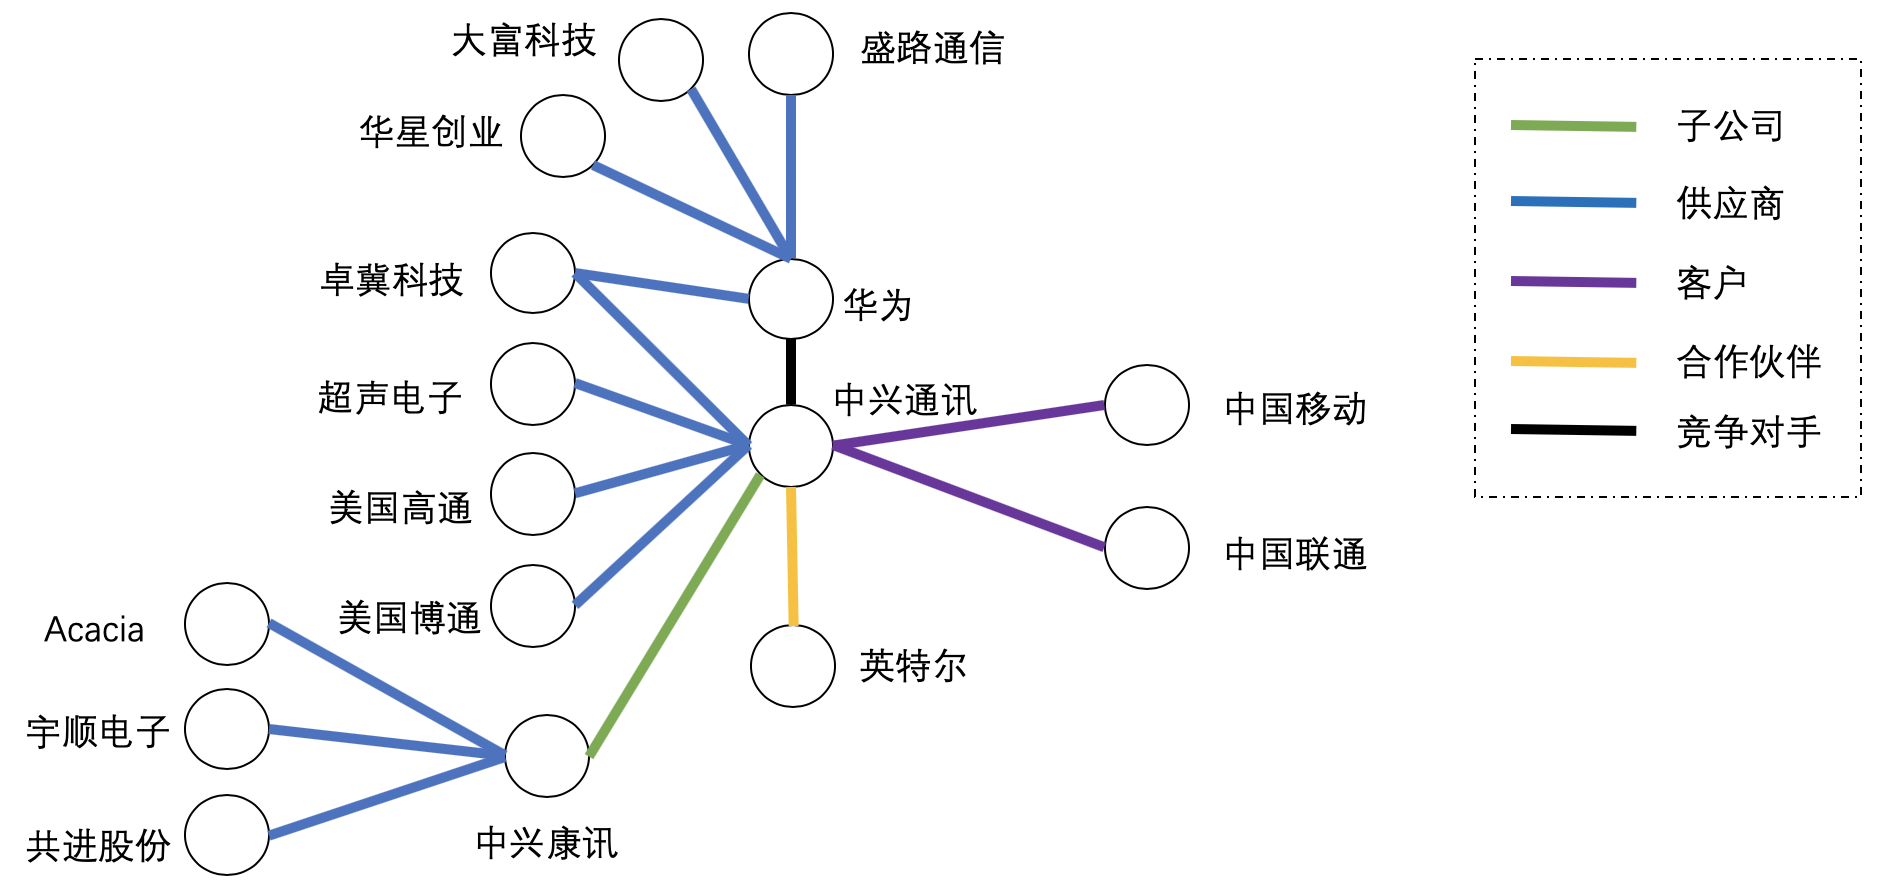 大富科技
盛路通信
华星创业
卓冀科技
华为
超声电子
中兴通讯
中国移动
美国高通
中国联通
美国博通
Acacia
英特尔
宇顺电子
共进股份
中兴康讯
子公司
供应商
客户
合作伙伴
竞争对手